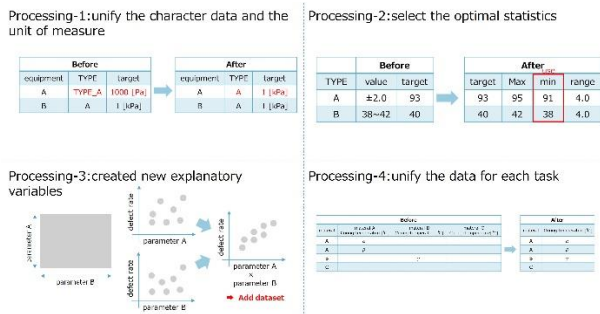 Processing-1:unify the character data and the
unit of measure
Before
equipment TYPE target
A TYPE_A 1000 [Pa]
B A 1 [kPa]
After
equipment TYPE target
A A 1 [kPa]
B A 1 [kPa]
Processing-2:select the optimal statistics
Before
TYPE value target
A ±2.0 93
B 38~42 40
After
use
target Max min range
93 95 91 4.0
40 42 38 4.0
Processing-3:created new explanatory
variables
parameter A
parameter B
defect rate
parameter A
defect rate
parameter B
defect rate
parameter A
×
parameter B
Add dataset
Processing-4:unify the data for each task
Before
material A material B
A
A
B
C
After
A
A
B
C